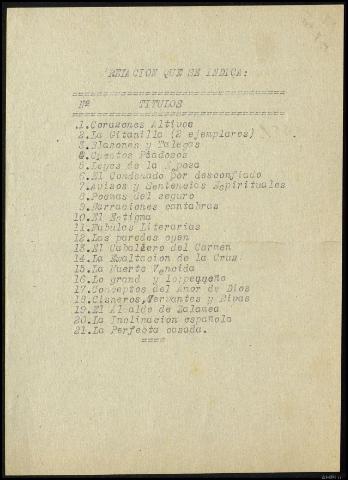 RELACION QUE SE INDICA:
Nº TITULOS
1.Corazones Altivos
2.La Gitanilla (2 ejemplares)
3.Blasones y Talegas
4.Cuentos Piadosos
5.Leyes de la
6.El Condenado por desconfiado
7.Avisos y Sentencias Espirituales
8.Poemas del seguro
9.Narraciones cantabras
10.El Estigma
11.Fabulas Literarias
12.Las paredes oyen
13.El Caballero del Carmen
14.La Exaltacion de la Cruz
15.La Muerte Vencida
16.Lo grand y lo pequeño
17.Conceptos del Amor de Dios
18.Cisneros,Cervantes y Rivas
19.El Alcalde de Zalamea
20.La Inclinacion española
21.La Perfecta casada.